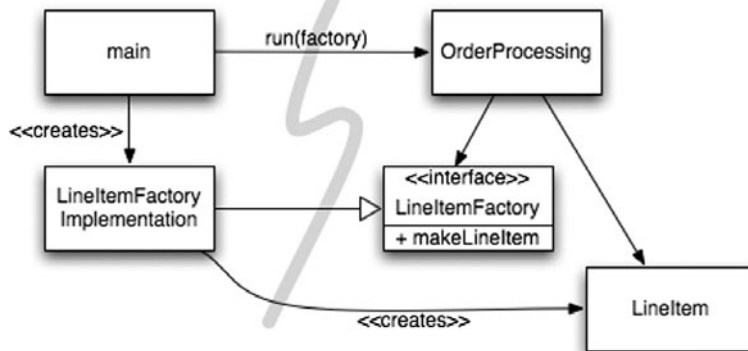 main
run(factory)
OrderProcessing
<<creates>>
LineItemFactory
Implementation
<<interface>>
LineItemFactory
+ makeLineItem
<<creates>>
LineItem